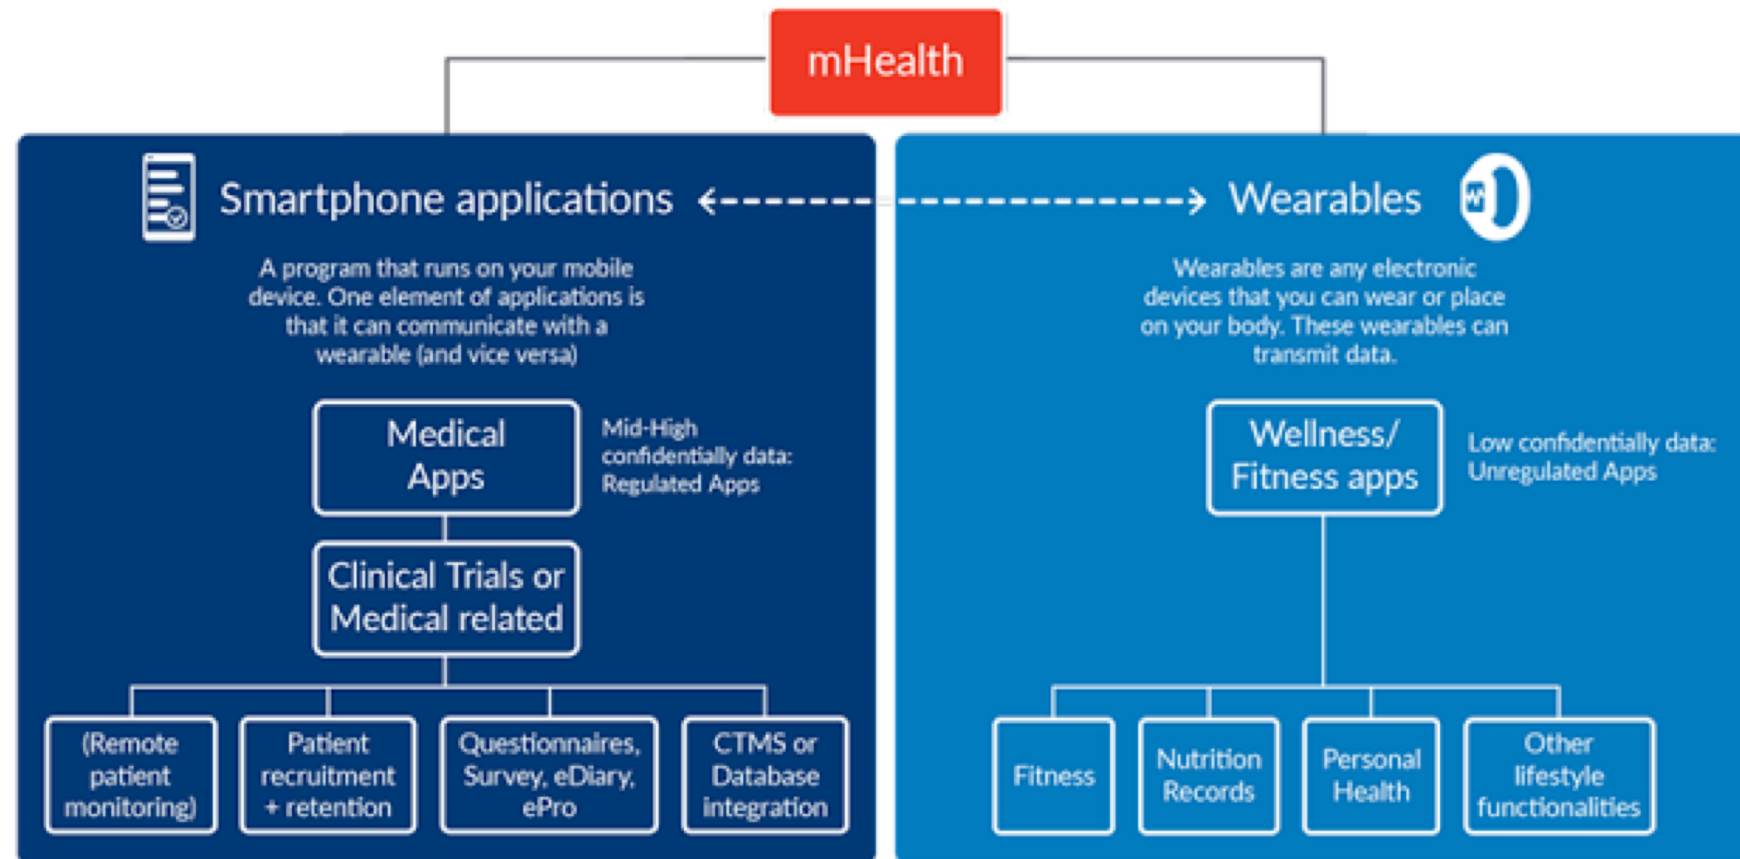 mHealth
Smartphone applications
A program that runs on your mobile
device. One element of applications is
that it can communicate with a
wearable (and vice versa)
Medical
Apps
Mid-High
confidentially data:
Regulated Apps
Clinical Trials or
Medical related
(Remote
patient
monitoring)
Patient
recruitment
+ retention
Questionnaires,
Survey, eDiary,
ePro
CTMS or
Database
integration
Wearables
W
Wearables are any electronic
devices that you can wear or place
on your body. These wearables can
transmit data.
Wellness/
Fitness apps
Low confidentially data:
Unregulated Apps
Fitness
Nutrition
Records
Personal
Health
Other
lifestyle
functionalities